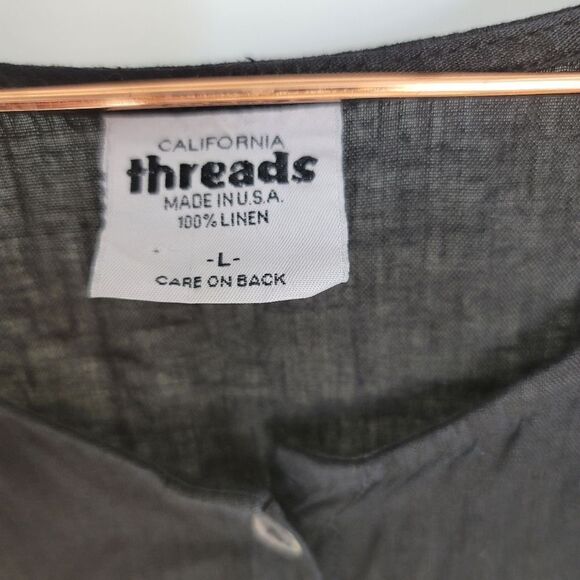 CALIFORNIA
threads
MADE IN U.S.A.
100% LINEN
-L-
CARE ON BACK